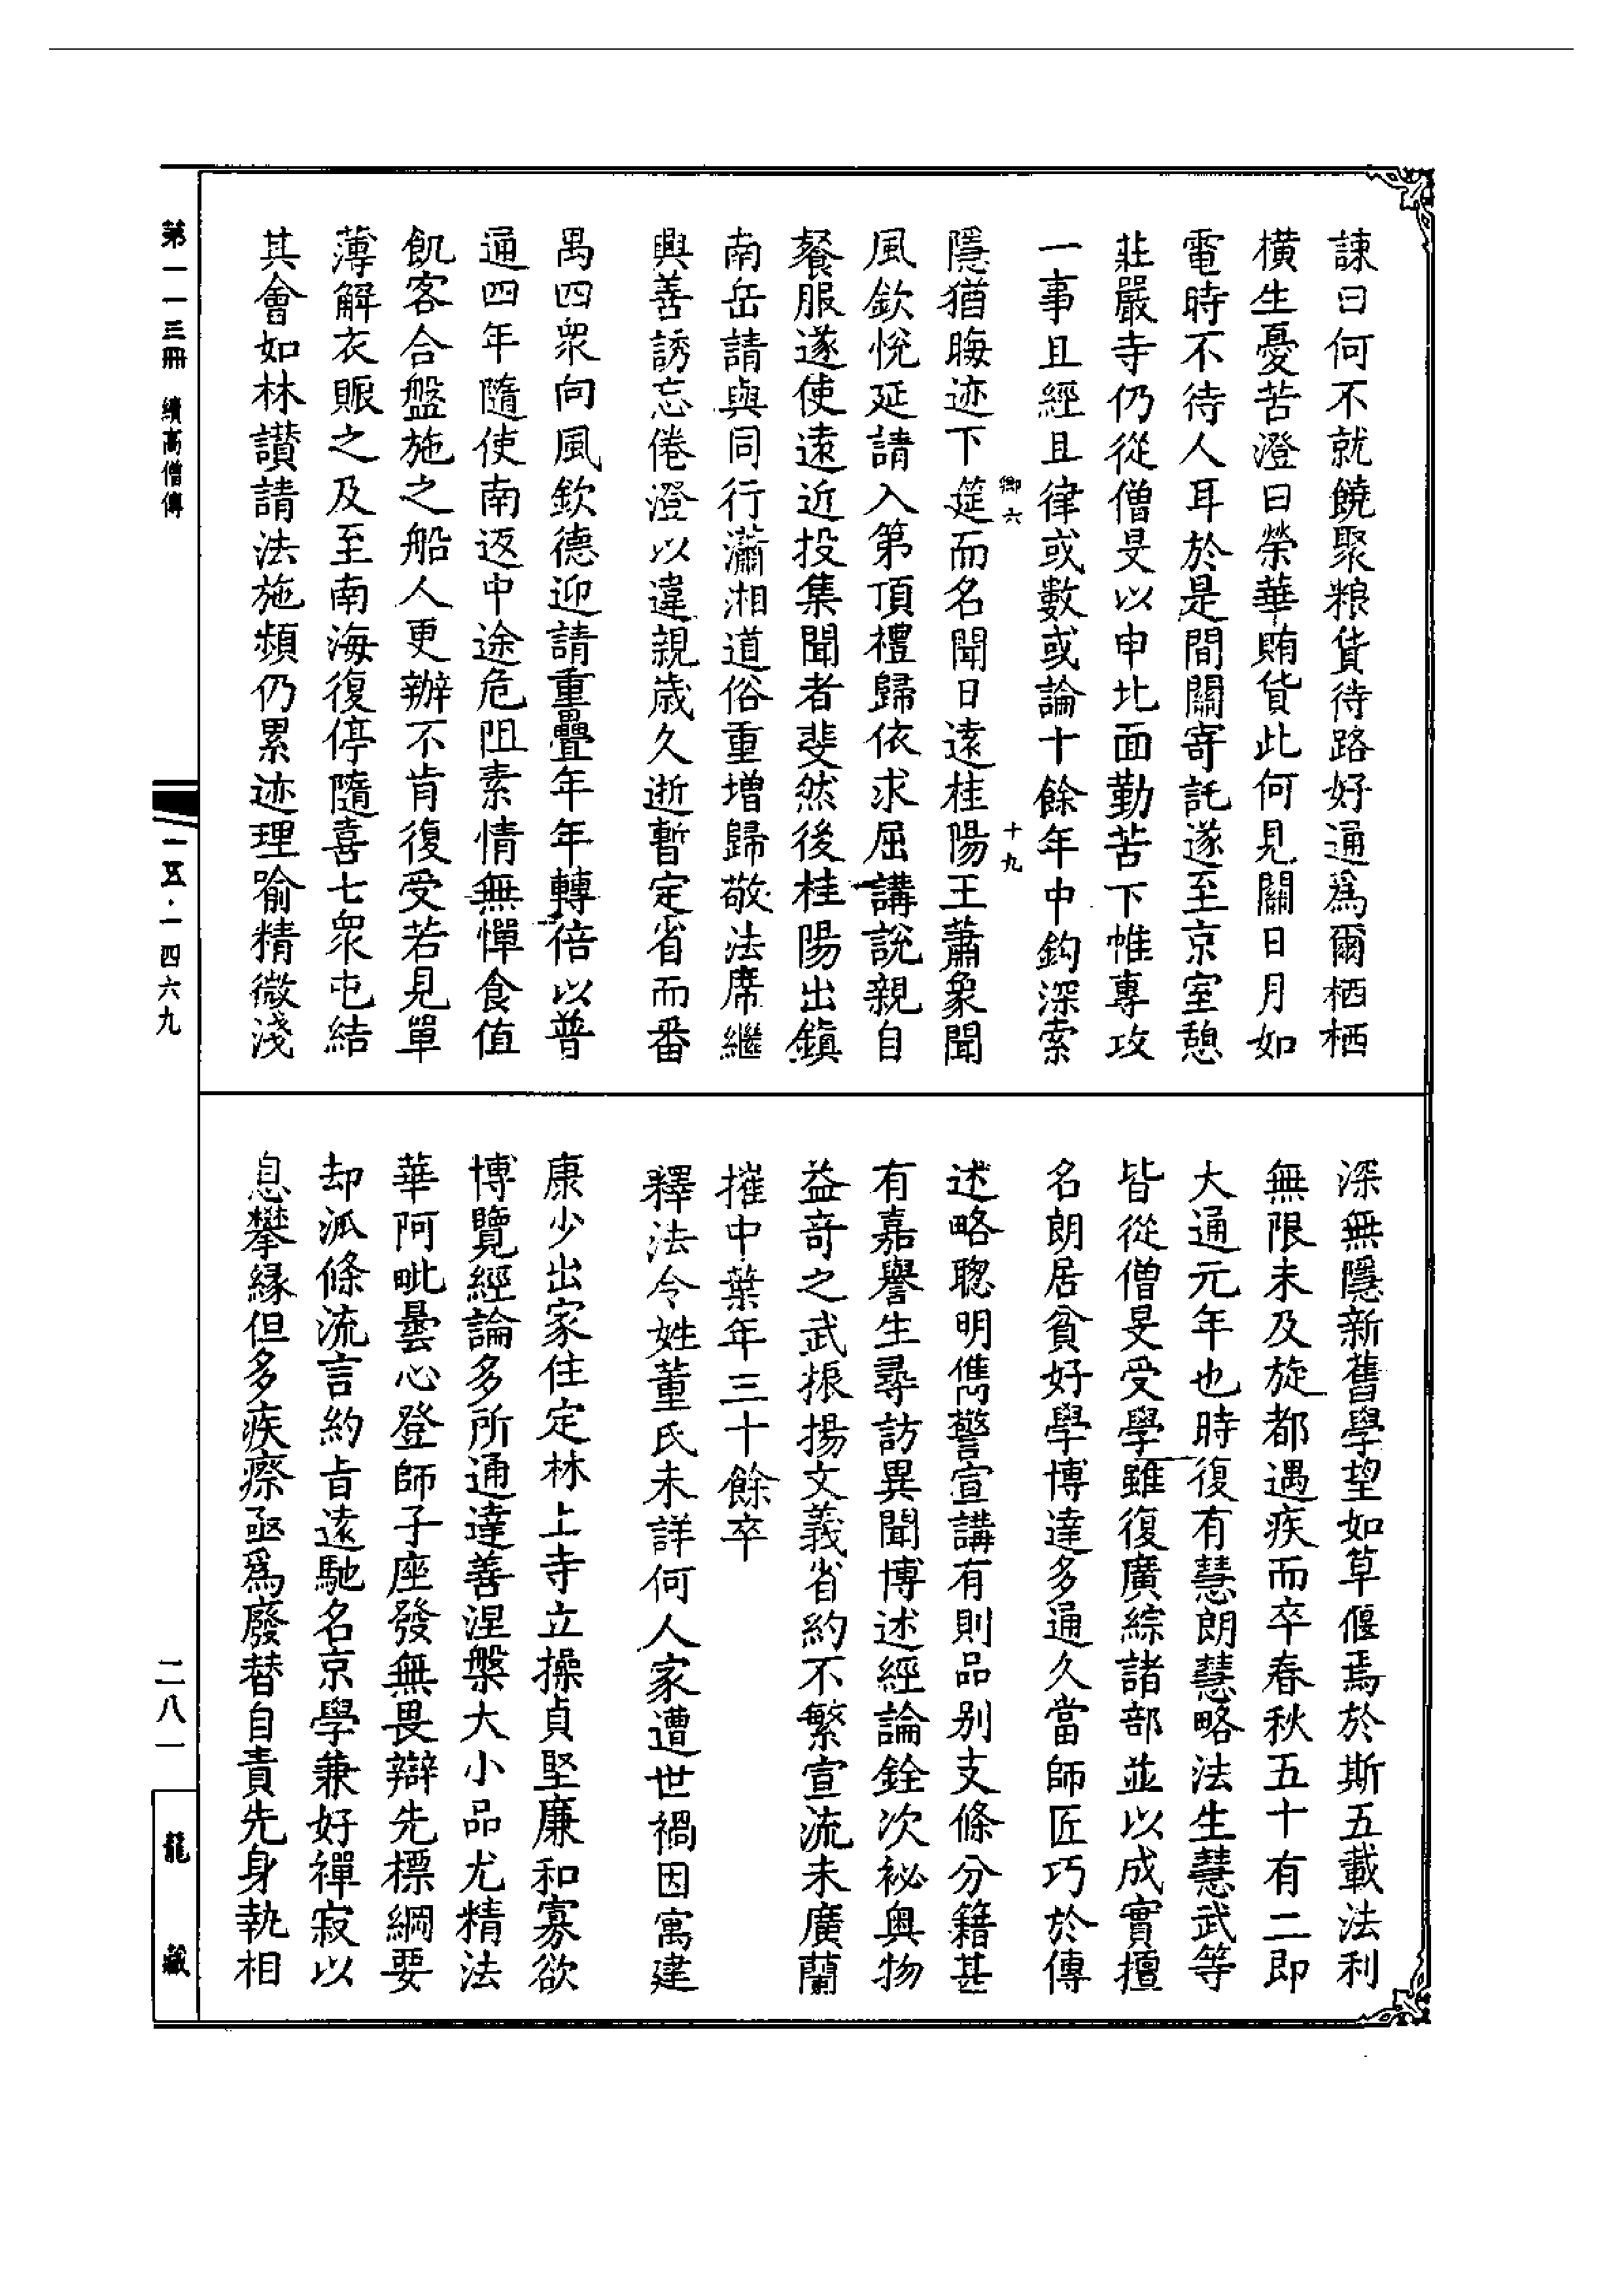 諫曰何不就饒聚粮貨待路好通爲爾栖栖
橫生憂苦澄曰榮華賄貨此何見關日月如
電時不待人耳於是間關寄託遂至京室憩
莊嚴寺仍從僧旻以申北面勤苦下帷專攻
一事且經且律或數或論十餘年中鈎深索
卿六
十九
隱猶晦迹下筵而名聞日遠桂陽王蕭象聞
風欽悅延請入第頂禮歸依求屈講說親自
餐服遂使遠近投集聞者斐然後桂陽出鎭
南岳請與同行瀟湘道俗重增歸敬法席繼
興善誘忘倦澄以違親歲久逝暫定省而番
禺四衆向風欽德迎請重疊年年轉倍以普
通四年隨使南返中途危阻素情無憚食值
飢客合盤施之船人更辦不肯復受若見單
薄解衣賑之及至南海復停隨喜七衆屯結
其會如林讃請法施頻仍累迹理喻精微淺
深無隱新舊學望如草偃焉於斯五載法利
無限未及旋都遇疾而卒春秋五十有二即
大通元年也時復有慧朗慧略法生慧武等
皆從僧旻受學雖復廣綜諸部並以成實擅
名朗居貧好學博達多通久當師匠巧於傳
述略聰明儁警宣講有則品别支條分籍甚
有嘉譽生尋訪異聞博述經論銓次祕奥物
益竒之武振揚文義省約不繁宣流未廣蘭
摧中葉年三十餘卒
釋法令姓董氏未詳何人家遭世禍因寓建
康少出家住定林上寺立操貞堅廉和寡欲
博覽經論多所通達善涅槃大小品尤精法
華阿毗曇心登師子座發無畏辯先標綱要
却派條流言約旨遠馳名京學兼好禪寂以
息攀緣但多疾瘵亟爲廢替自責先身執相
第一一三冊　續高僧傳
一五·一四六九
二八一
龍藏